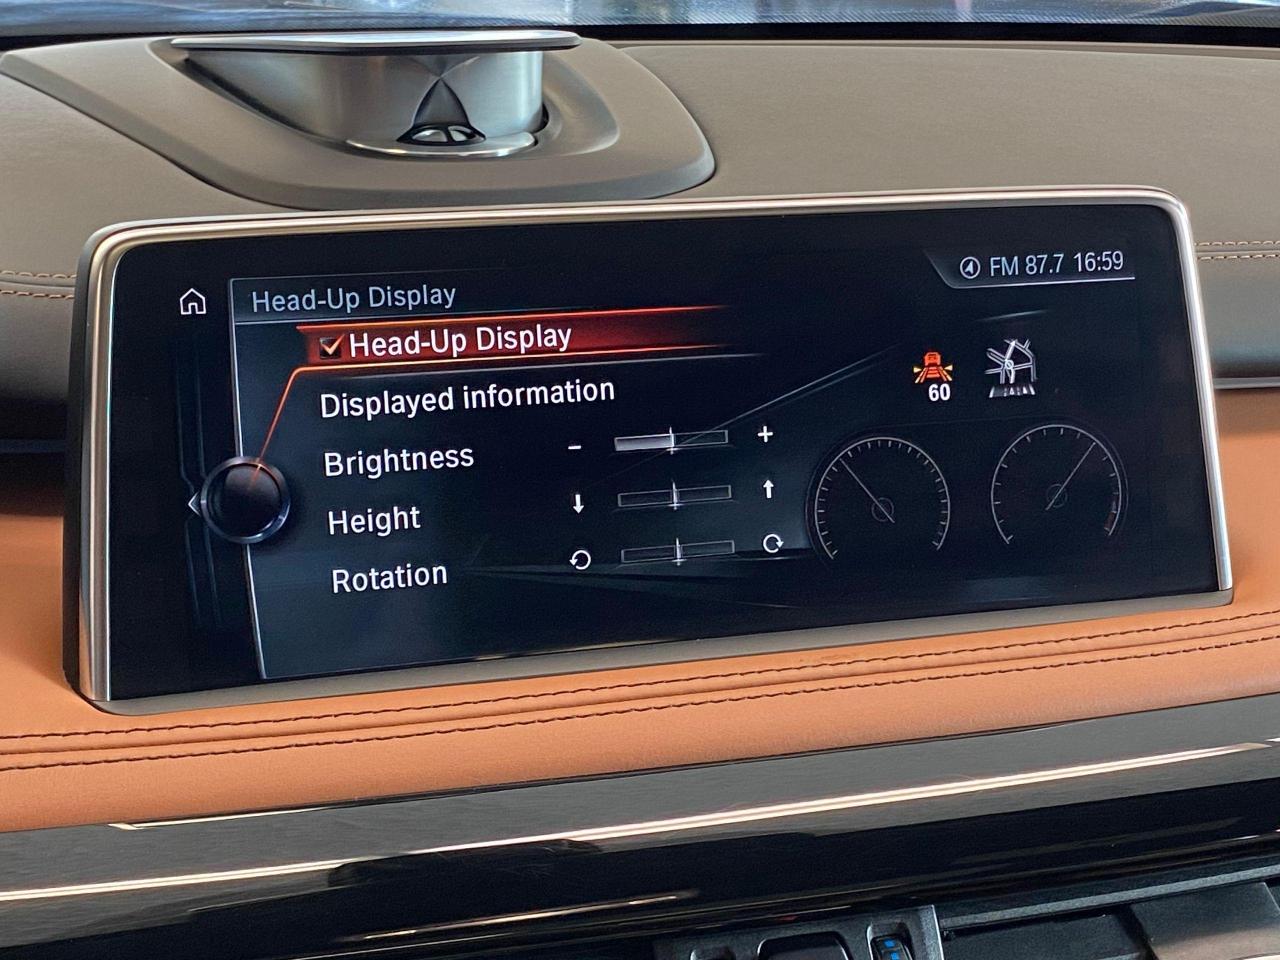 FM 87.7 16:59
Head-Up Display
Head-Up Display
Displayed information
Brightness - +
Height
Rotation
60